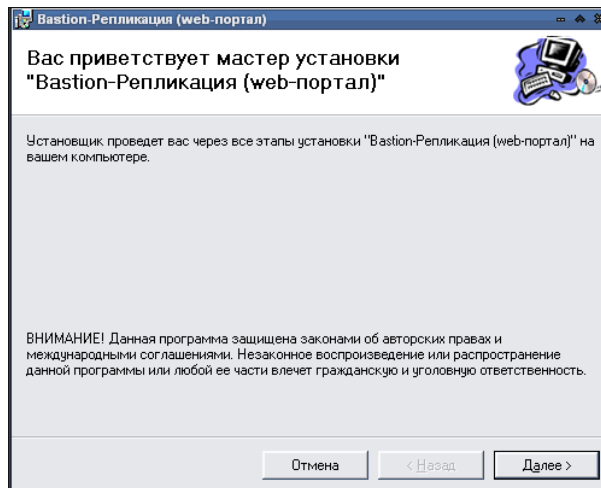 Bastion-Репликация (web-портал)
Вас приветствует мастер установки
"Bastion-Репликация (web-портал)"
Установщик проведет вас через все этапы установки "Bastion-Репликация (web-портал)" на
вашем компьютере.
ВНИМАНИЕ! Данная программа защищена законами об авторских правах и
международными соглашениями. Незаконное воспроизведение или распространение
данной программы или любой ее части влечет гражданскую и уголовную ответственность.
Отмена
< Назад
Далее >